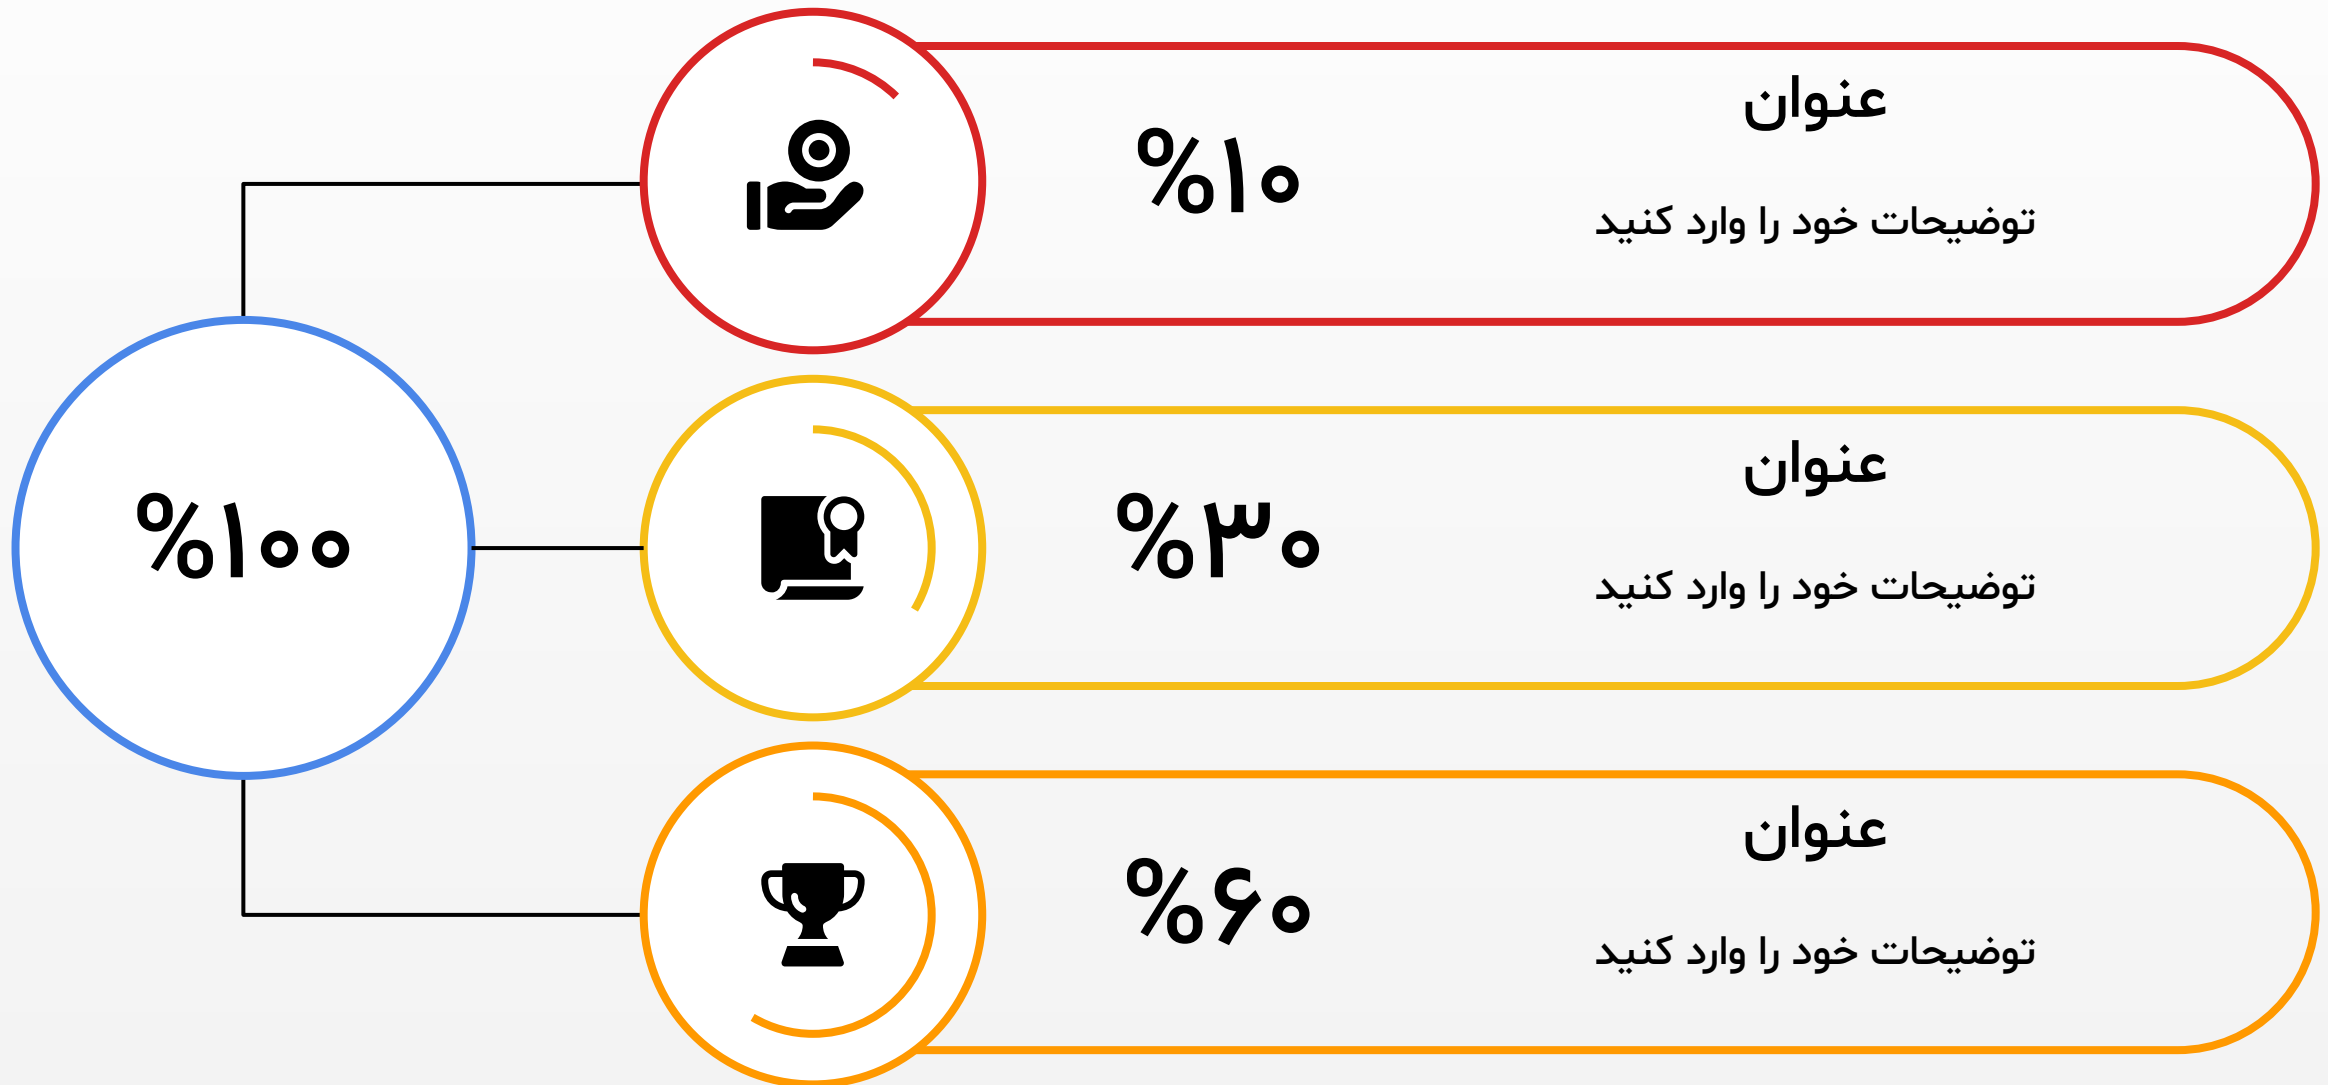 عنوان
توضیحات خود را وارد کنید
%۱۰
%۱۰۰
عنوان
توضیحات خود را وارد کنید
%۳۰
عنوان
توضیحات خود را وارد کنید
%۶۰